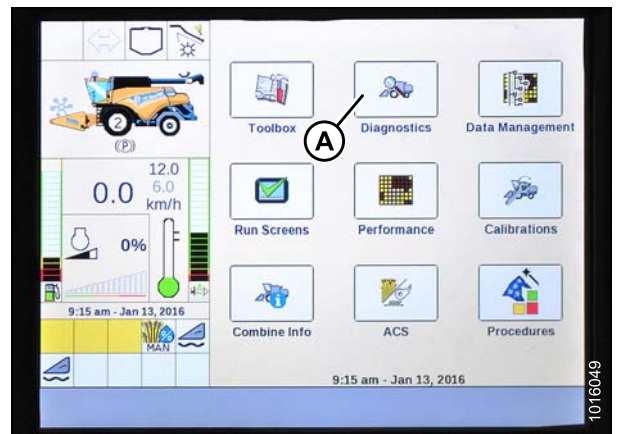 2
(P)
12.0
0.0 6.0
km/h
0%
F
9:15 am - Jan 13, 2016
%
MAN
Toolbox
Diagnostics
Data Management
A
Run Screens
Performance
Calibrations
Combine Info
ACS
Procedures
9:15 am - Jan 13, 2016
1016049